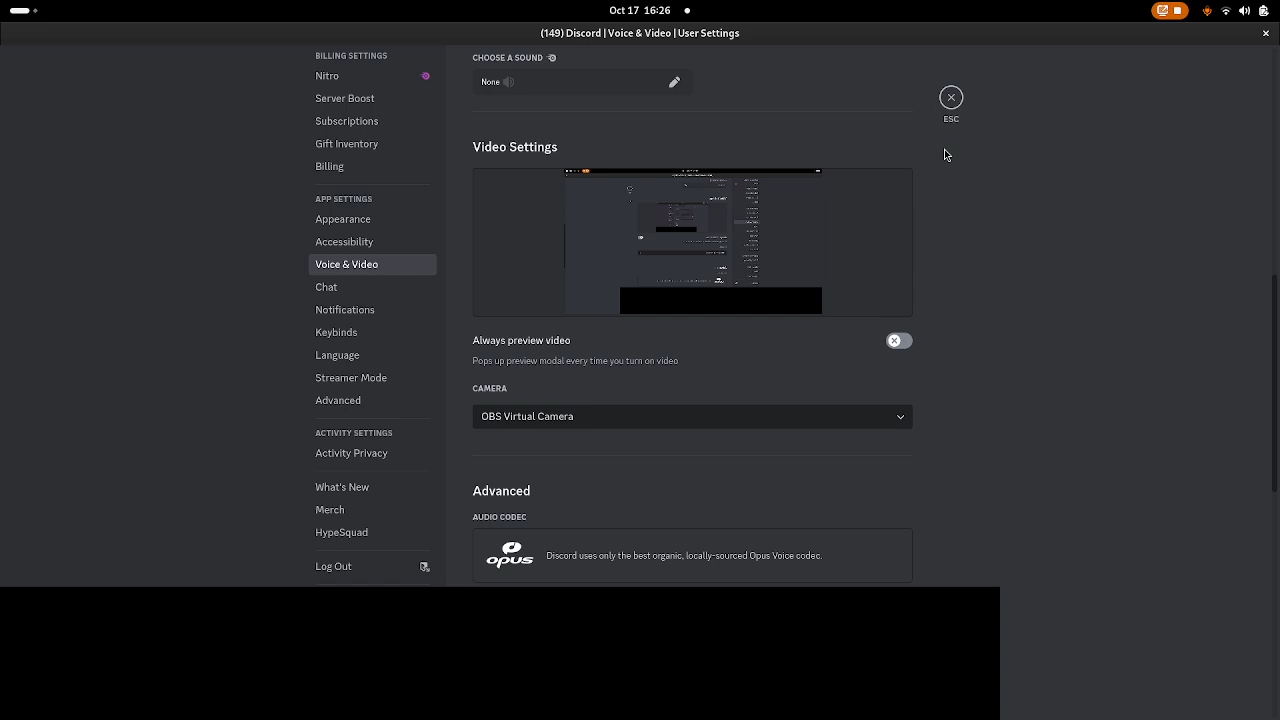 Oct 17 16:26
(149) Discord | Voice & Video | User Settings
BILLING SETTINGS
Nitro
Server Boost
Subscriptions
Gift Inventory
Billing
APP SETTINGS
Appearance
Accessibility
Voice & Video
Chat
Notifications
Keybinds
Language
Streamer Mode
Advanced
ACTIVITY SETTINGS
Activity Privacy
What's New
Merch
HypeSquad
Log Out
CHOOSE A SOUND
None
ESC
Video Settings
Always preview video
Pops up preview modal every time you turn on video
CAMERA
OBS Virtual Camera
Advanced
AUDIO CODEC
opus
Discord uses only the best organic, locally-sourced Opus Voice codec.